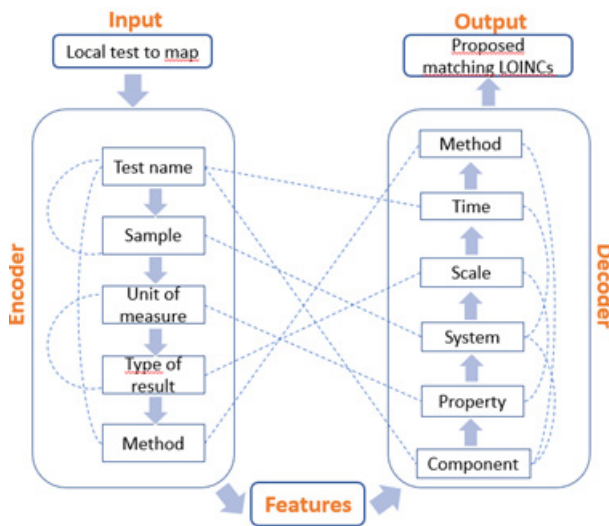 Input
Local test to map
Encoder
Test name
Sample
Unit of
measure
Type of
result
Method
Features
Output
Proposed
matching LOINCs
Decoder
Method
Time
Scale
System
Property
Component